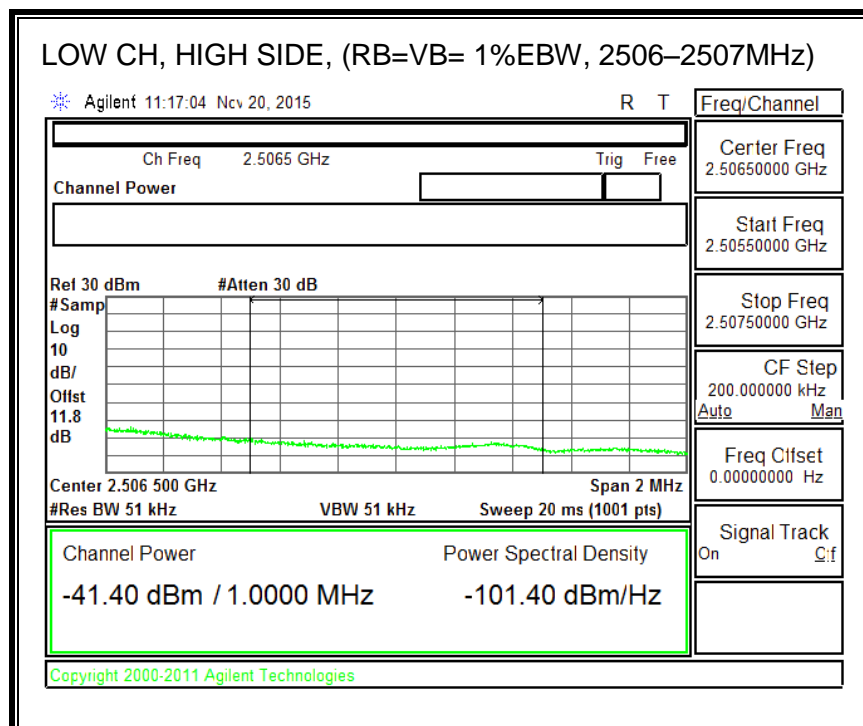 LOW CH, HIGH SIDE, (RB=VB= 1%EBW, 2506–2507MHz)
Agilent 11:17:04 Nov 20, 2015 R T
Freq/Channel
Ch Freq 2.5065 GHz Trig Free
Channel Power
Center Freq
2.50650000 GHz
Start Freq
2.50550000 GHz
Stop Freq
2.50750000 GHz
CF Step
200.000000 kHz
Auto Man
Freq Offset
0.00000000 Hz
Signal Track
On Off
Ref 30 dBm #Atten 30 dB
#Samp
Log
10
dB/
Offst
11.8
dB
Center 2.506 500 GHz Span 2 MHz
#Res BW 51 kHz VBW 51 kHz Sweep 20 ms (1001 pts)
Channel Power Power Spectral Density
-41.40 dBm / 1.0000 MHz -101.40 dBm/Hz
Copyright 2000-2011 Agilent Technologies